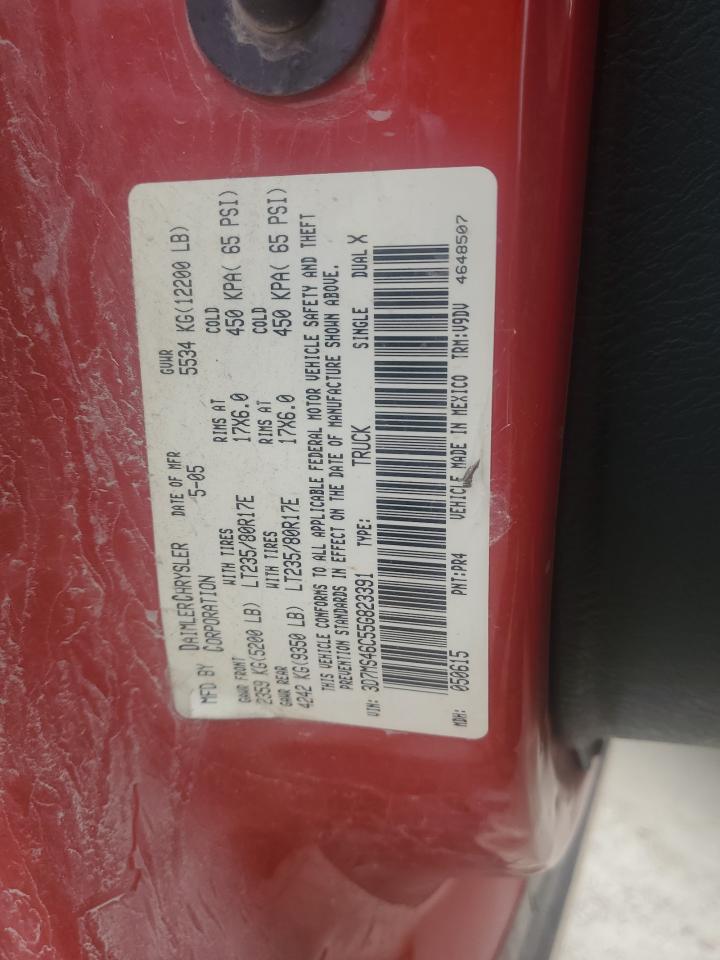 MFD BY DAIMLERCHRYSLER CORPORATION DATE OF MFR 5-05 GVWR 5534 KG(12200 LB)
GAWR FRONT WITH TIRES RIMS AT COLD
2359 KG(5200 LB) LT235/80R17E 17X6.0 450 KPA( 65 PSI)
GAWR REAR WITH TIRES RIMS AT COLD
4242 KG(9350 LB) LT235/80R17E 17X6.0 450 KPA( 65 PSI)
THIS VEHICLE CONFORMS TO ALL APPLICABLE FEDERAL MOTOR VEHICLE SAFETY AND THEFT
PREVENTION STANDARDS IN EFFECT ON THE DATE OF MANUFACTURE SHOWN ABOVE.
VIN: 3D7MS46C55G823391 TYPE: TRUCK SINGLE DUAL X
MDH: 050615 PNT:PR4 VEHICLE MADE IN MEXICO TRM:V9DV 4648507